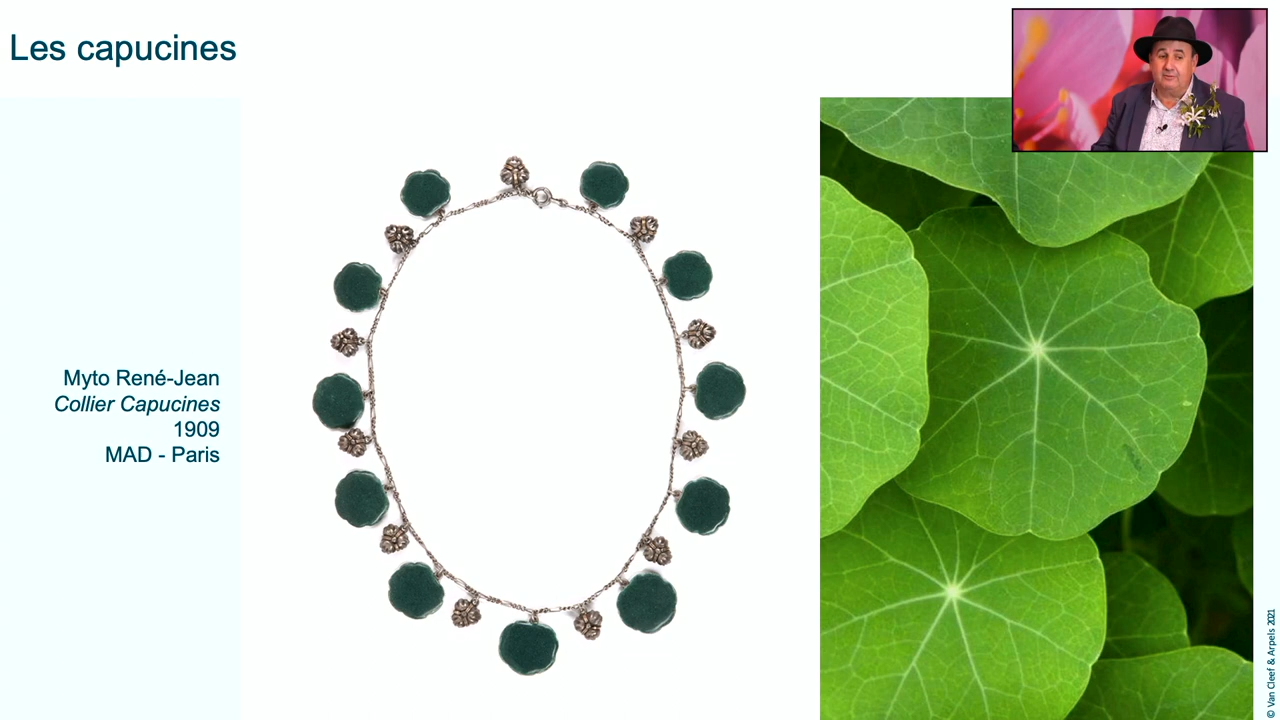 Les capucines
Myto René-Jean
Collier Capucines
1909
MAD - Paris
© Van Cleef & Arpels 2021